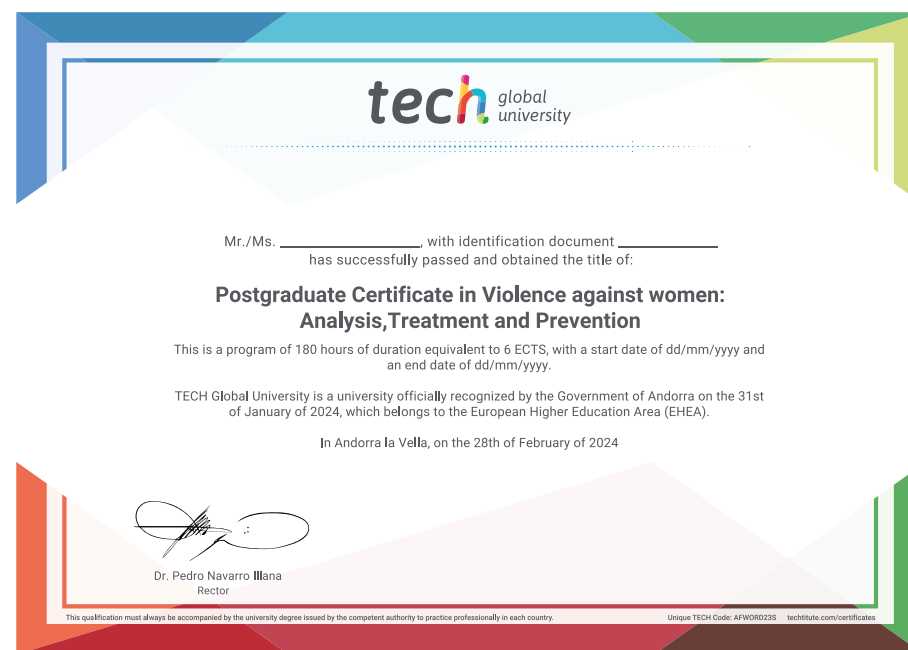 tech global university
Mr./Ms. ____________, with identification document ____________
has successfully passed and obtained the title of:
Postgraduate Certificate in Violence against women:
Analysis,Treatment and Prevention
This is a program of 180 hours of duration equivalent to 6 ECTS, with a start date of dd/mm/yyyy and
an end date of dd/mm/yyyy.
TECH Global University is a university officially recognized by the Government of Andorra on the 31st
of January of 2024, which belongs to the European Higher Education Area (EHEA).
In Andorra la Vella, on the 28th of February of 2024
Dr. Pedro Navarro Illana
Rector
This qualification must always be accompanied by the university degree issued by the competent authority to practice professionally in each country.
Unique TECH Code: AFWORD23S techtitute.com/certificates